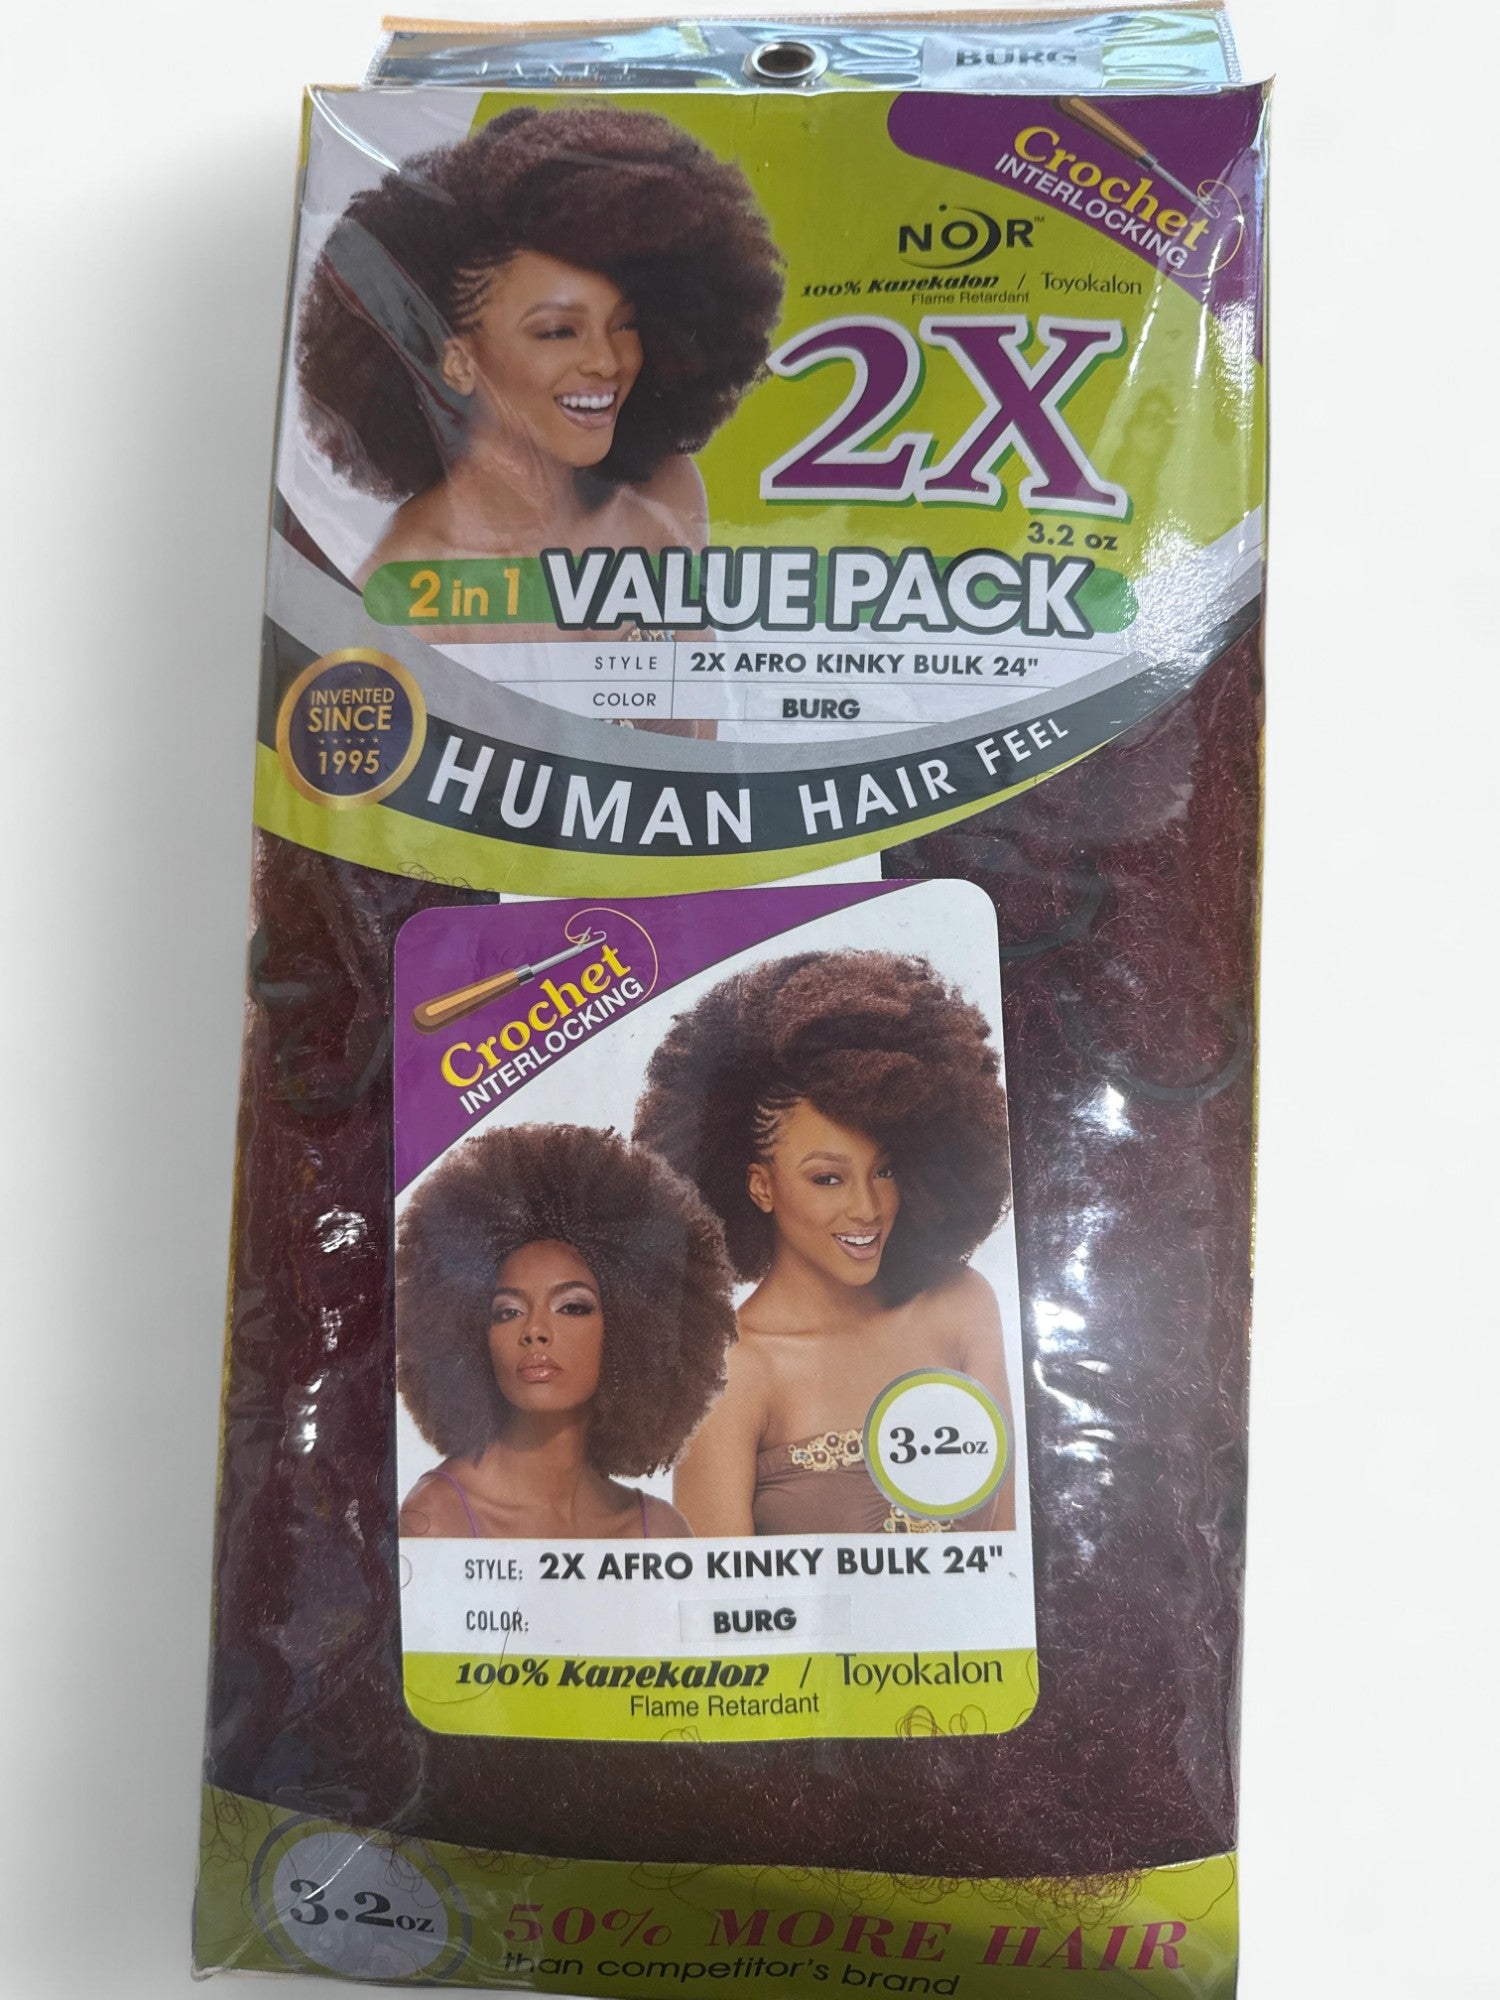 JANET
BURG
Crochet
INTERLOCKING
NOIR™
100% Kanekalon / Toyokalon
Flame Retardant
2X
3.2 oz
2 in 1 VALUE PACK
STYLE 2X AFRO KINKY BULK 24"
COLOR BURG
INVENTED
SINCE
1995
HUMAN HAIR FEEL
Crochet
INTERLOCKING
3.2oz
STYLE: 2X AFRO KINKY BULK 24"
COLOR: BURG
100% Kanekalon / Toyokalon
Flame Retardant
3.2oz
50% MORE HAIR
than competitor's brand